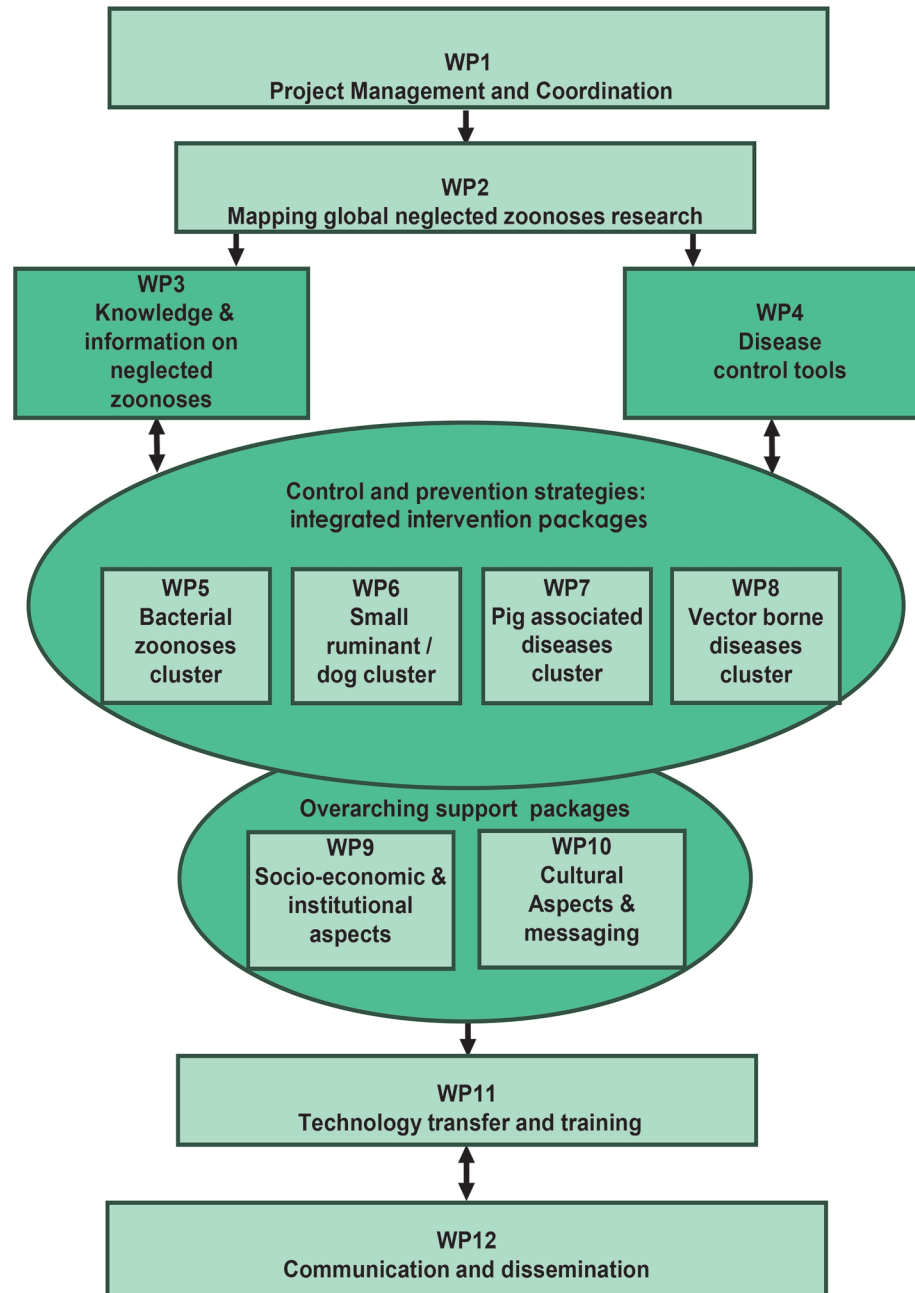 WP1
Project Management and Coordination
WP2
Mapping global neglected zoonoses research
WP3
Knowledge &
information on
neglected
zoonoses
WP4
Disease
control tools
Control and prevention strategies:
integrated intervention packages
WP5
Bacterial
zoonoses
cluster
WP6
Small
ruminant /
dog cluster
WP7
Pig associated
diseases
cluster
WP8
Vector borne
diseases
cluster
Overarching support packages
WP9
Socio-economic &
institutional
aspects
WP10
Cultural
Aspects &
messaging
WP11
Technology transfer and training
WP12
Communication and dissemination